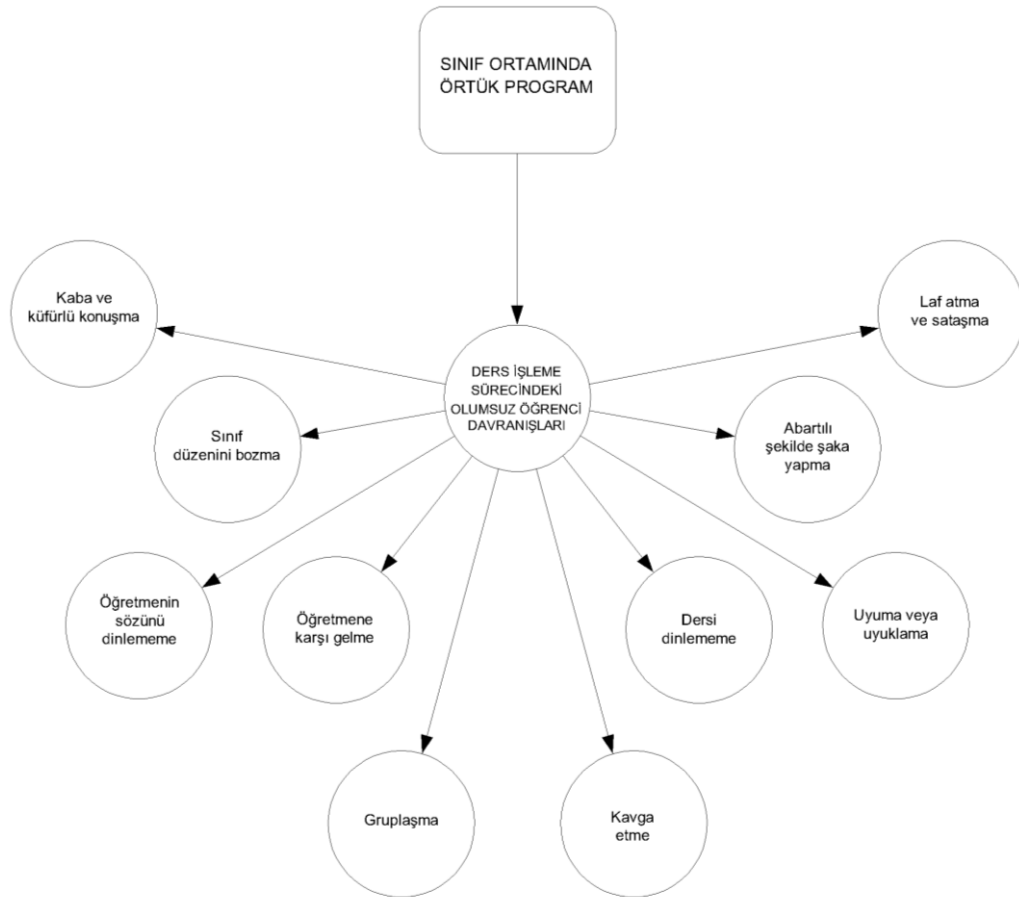 SINIF ORTAMINDA
ÖRTÜK PROGRAM
Kaba ve
küfürlü konuşma
Laf atma
ve sataşma
DERS İŞLEME
SÜRECİNDEKİ
OLUMSUZ ÖĞRENCİ
DAVRANIŞLARI
Sınıf
düzenini bozma
Abartılı
şekilde şaka
yapma
Öğretmenin
sözünü
dinlememe
Öğretmene
karşı gelme
Dersi
dinlememe
Uyuma veya
uyuklama
Gruplaşma
Kavga
etme